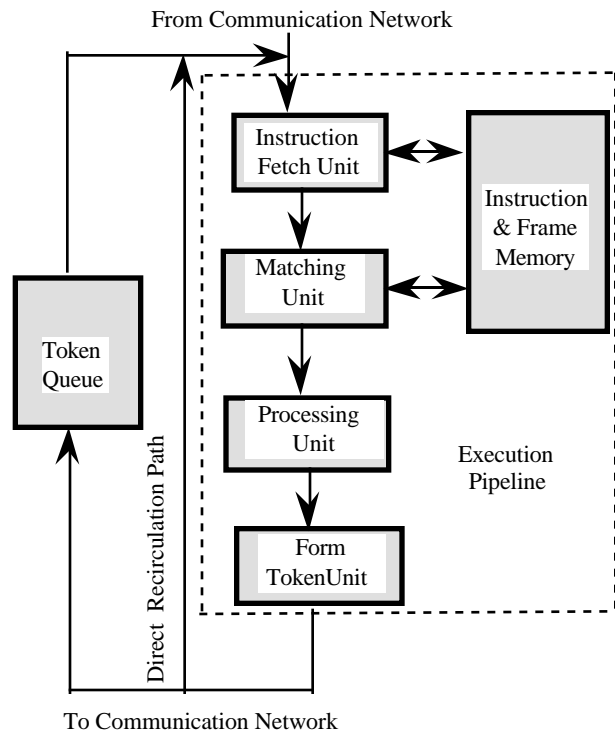 From Communication Network
Instruction
Fetch Unit
Instruction
& Frame
Memory
Matching
Unit
Token
Queue
Processing
Unit
Execution
Pipeline
Direct Recirculation Path
Form
TokenUnit
To Communication Network